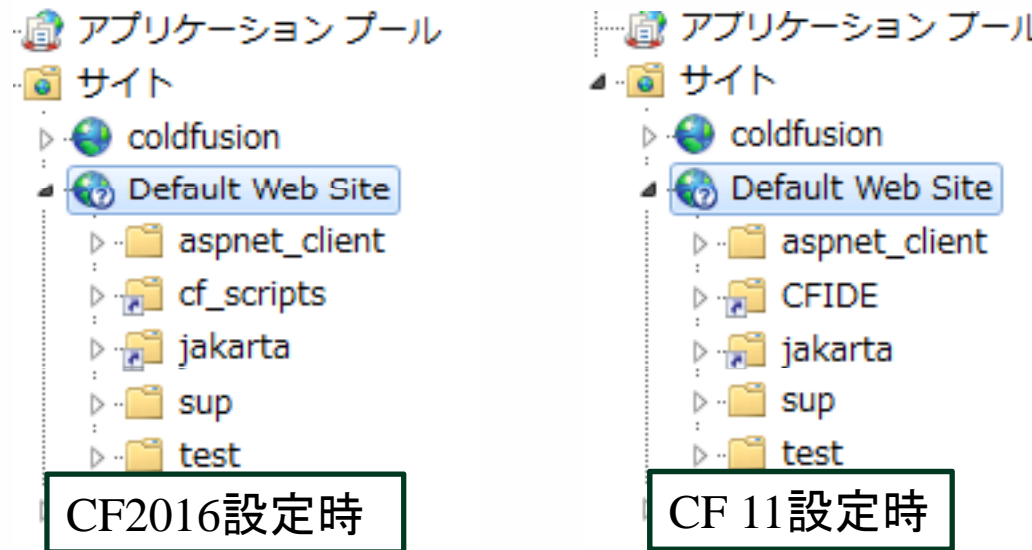 アプリケーション プール
サイト
coldfusion
Default Web Site
aspnet_client
cf_scripts
jakarta
sup
test
CF2016設定時
アプリケーション プール
サイト
coldfusion
Default Web Site
aspnet_client
CFIDE
jakarta
sup
test
CF 11設定時